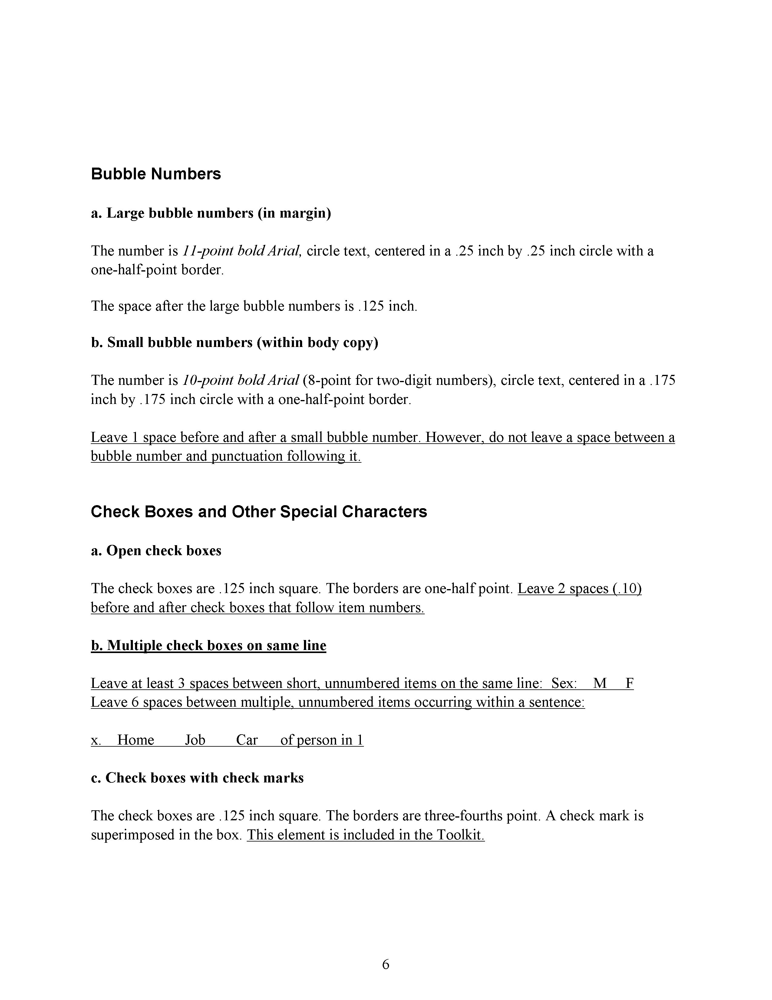 Bubble Numbers
a. Large bubble numbers (in margin)
The number is 11-point bold Arial, circle text, centered in a .25 inch by .25 inch circle with a
one-half-point border.
The space after the large bubble numbers is .125 inch.
b. Small bubble numbers (within body copy)
The number is 10-point bold Arial (8-point for two-digit numbers), circle text, centered in a .175
inch by .175 inch circle with a one-half-point border.
Leave 1 space before and after a small bubble number. However, do not leave a space between a
bubble number and punctuation following it.
Check Boxes and Other Special Characters
a. Open check boxes
The check boxes are .125 inch square. The borders are one-half point. Leave 2 spaces (.10)
before and after check boxes that follow item numbers.
b. Multiple check boxes on same line
Leave at least 3 spaces between short, unnumbered items on the same line:  Sex:    M    F
Leave 6 spaces between multiple, unnumbered items occurring within a sentence:
x.    Home       Job       Car     of person in 1
c. Check boxes with check marks
The check boxes are .125 inch square. The borders are three-fourths point. A check mark is
superimposed in the box. This element is included in the Toolkit.
6